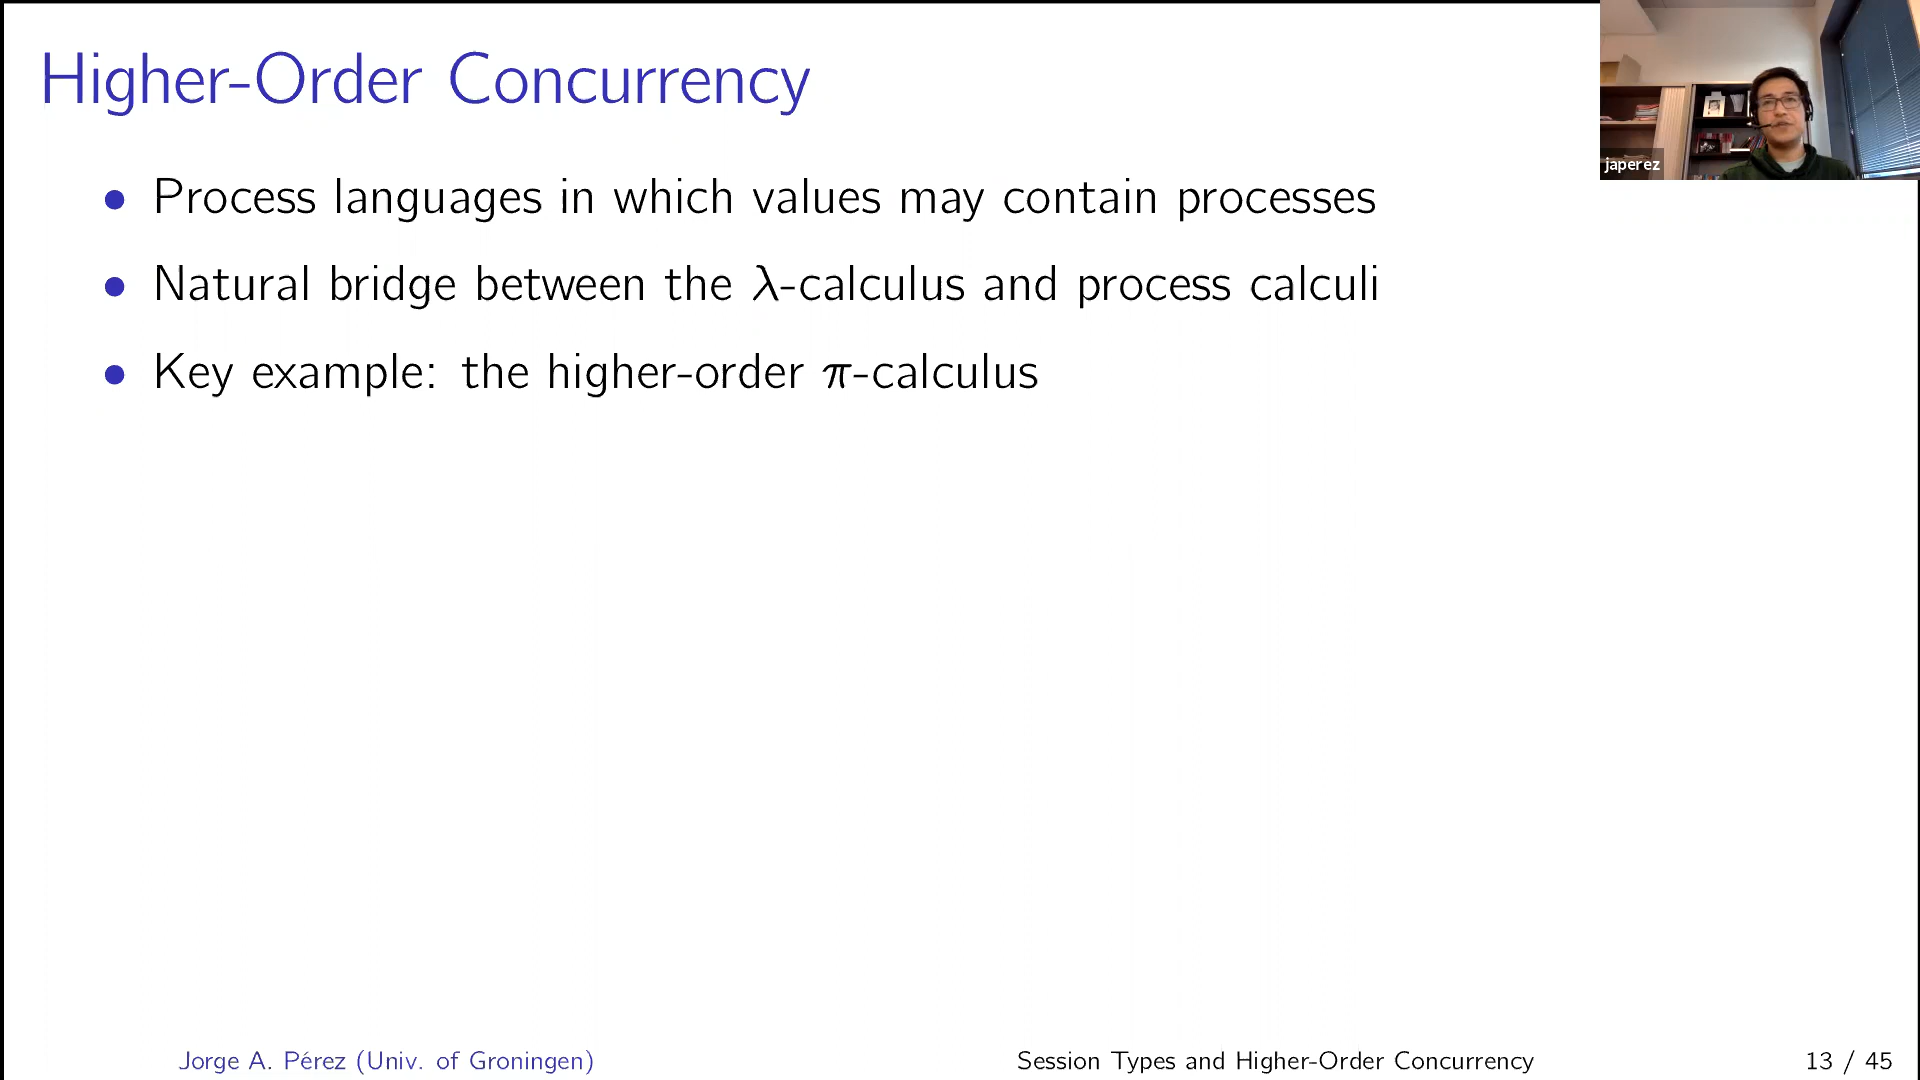 Higher-Order Concurrency
japerez
• Process languages in which values may contain processes
• Natural bridge between the λ-calculus and process calculi
• Key example: the higher-order π-calculus
Jorge A. Pérez (Univ. of Groningen) Session Types and Higher-Order Concurrency 13 / 45